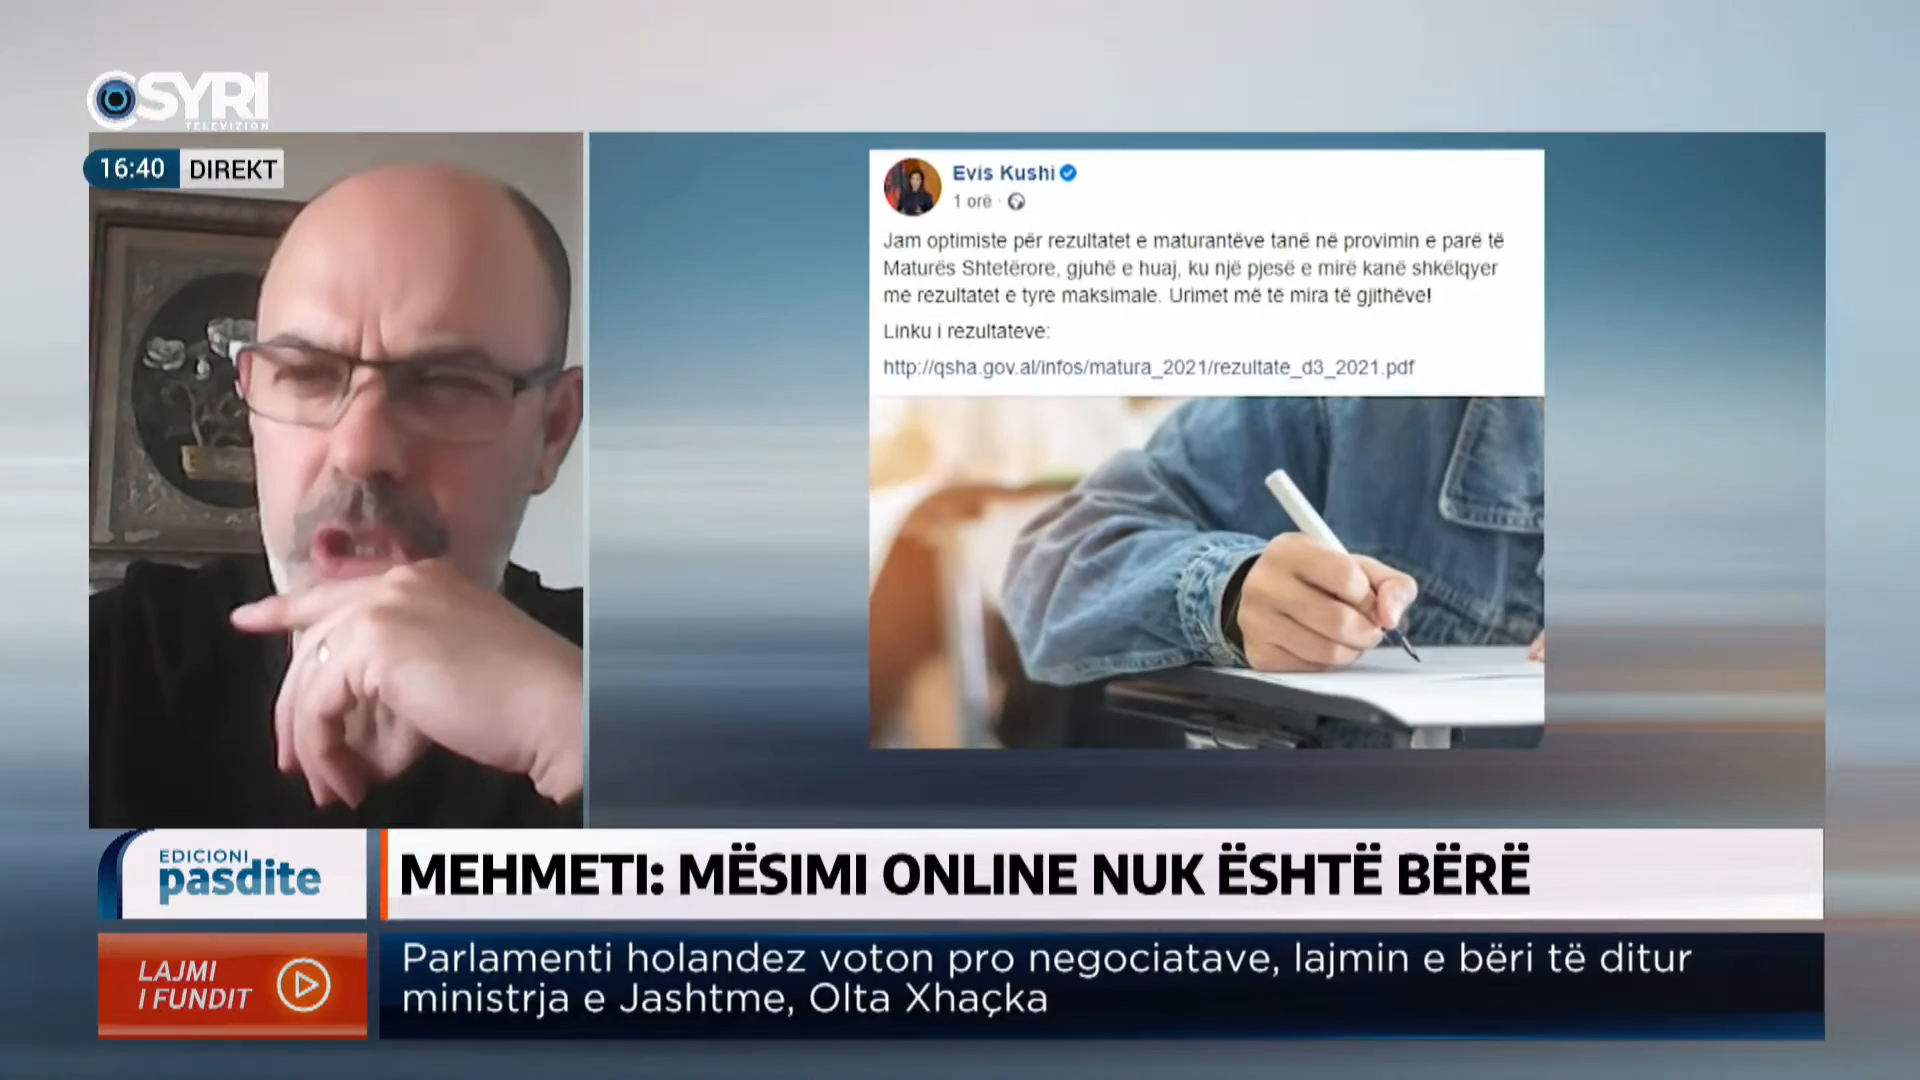 SYRI
TELEVIZION
16:40 DIREKT
Evis Kushi
1 orë
Jam optimiste për rezultatet e maturantëve tanë në provimin e parë të
Maturës Shtetërore, gjuhë e huaj, ku një pjesë e mirë kanë shkëlqyer
me rezultatet e tyre maksimale. Urimet më të mira të gjithëve!
Linku i rezultateve:
http://qsha.gov.al/infos/matura_2021/rezultate_d3_2021.pdf
EDICIONI
pasdite
MEHMETI: MËSIMI ONLINE NUK ËSHTË BËRË
LAJMI
I FUNDIT
Parlamenti holandez voton pro negociatave, lajmin e bëri të ditur
ministrja e Jashtme, Olta Xhaçka